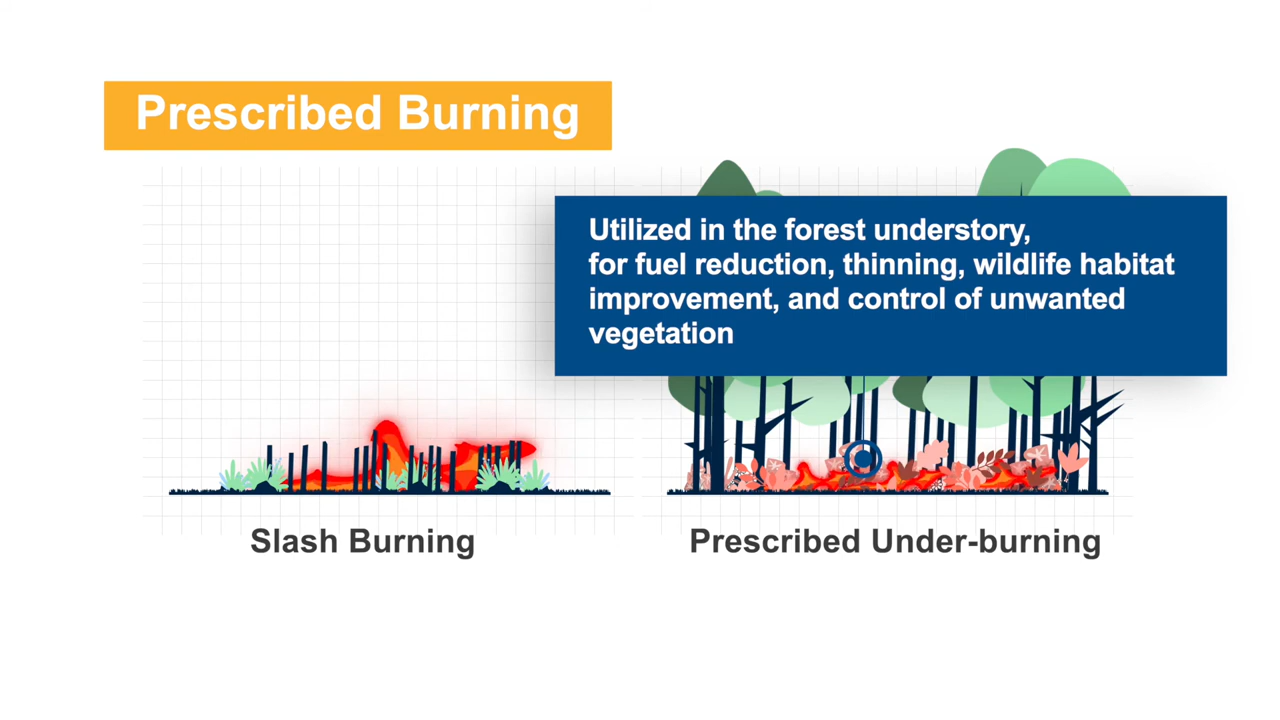 Prescribed Burning
Utilized in the forest understory,
for fuel reduction, thinning, wildlife habitat
improvement, and control of unwanted
vegetation
Slash Burning
Prescribed Under-burning